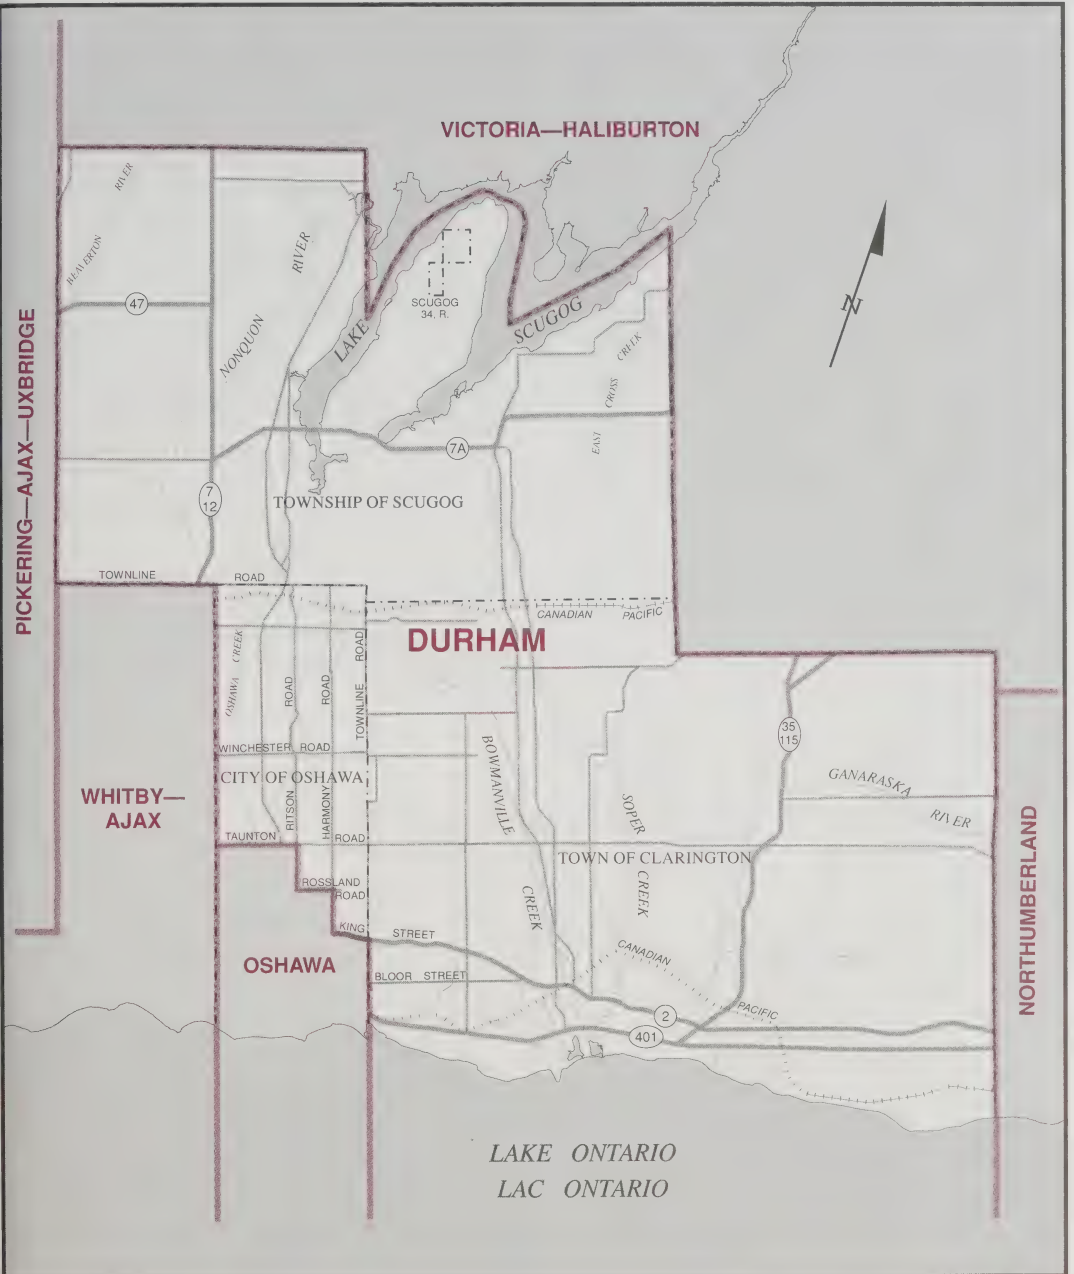 VICTORIA—HALIBURTON
BEAVERTON RIVER
NONQUON RIVER
47
SCUGOG
34, R.
LAKE SCUGOG
N
EAST CROSS CREEK
PICKERING—AJAX—UXBRIDGE
7A
7
12
TOWNSHIP OF SCUGOG
TOWNLINE ROAD
CANADIAN PACIFIC
DURHAM
OSHAWA CREEK
RITSON ROAD
HARMONY ROAD
TOWNLINE ROAD
WINCHESTER ROAD
CITY OF OSHAWA
BOWMANVILLE CREEK
SOPER CREEK
35
115
GANARASKA RIVER
WHITBY—
AJAX
TAUNTON ROAD
TOWN OF CLARINGTON
ROSSLAND
ROAD
KING STREET
OSHAWA
BLOOR STREET
CANADIAN PACIFIC
2
401
NORTHUMBERLAND
LAKE ONTARIO
LAC ONTARIO